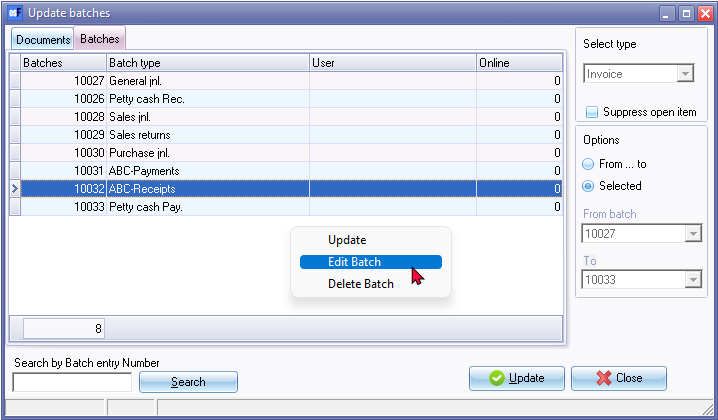 Update batches
Documents
Batches
Batches Batch type User Online
10027 General jnl. 0
10026 Petty cash Rec. 0
10028 Sales jnl. 0
10029 Sales returns 0
10030 Purchase jnl. 0
10031 ABC-Payments 0
10032 ABC-Receipts 0
10033 Petty cash Pay. 0
Update
Edit Batch
Delete Batch
8
Search by Batch entry Number
Search
Update
Close
Select type
Invoice
Suppress open item
Options
From ... to
Selected
From batch
10027
To
10033